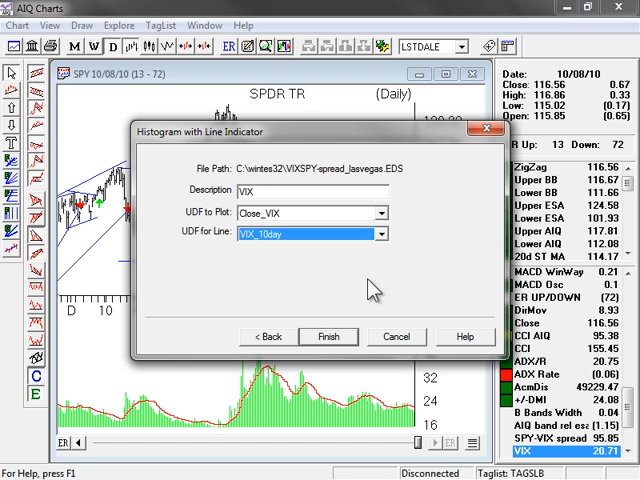 AIQ Charts
Chart View Draw Explore TagList Window Help
M W D ER LSTDALE
SPY 10/08/10 (13 - 72)
SPDR TR (Daily)
Histogram with Line Indicator
File Path: C:\wintes32\VIXSPY-spread_lasvegas.EDS
Description VIX
UDF to Plot: Close_VIX
UDF for Line: VIX_10day
< Back Finish Cancel Help
D 10
32
24
16
ER ER
C
E
Date: 10/08/10
Close: 116.56 0.67
High: 116.86 0.33
Low: 115.02 (0.17)
Open: 115.85 (0.65)
R Up: 13 Down: 72
ZigZag 116.56
Upper BB 116.67
Lower BB 111.66
Upper ESA 124.58
Lower ESA 101.93
Upper AIQ 117.81
Lower AIQ 112.08
20d ST MA 114.17
MACD WinWay 0.21
MACD Osc 0.1
ER UP/DOWN (72)
DirMov 8.93
Close 116.56
CCI AIQ 95.38
CCI 155.45
ADX/R 20.75
ADX Rate (0.06)
AcmDis 49229.47
+/-DMI 24.08
B Bands Width 0.04
AIQ band rel esa (1.15)
SPY-VIX spread 95.85
VIX 20.71
For Help, press F1
Disconnected
Taglist: TAGSLB